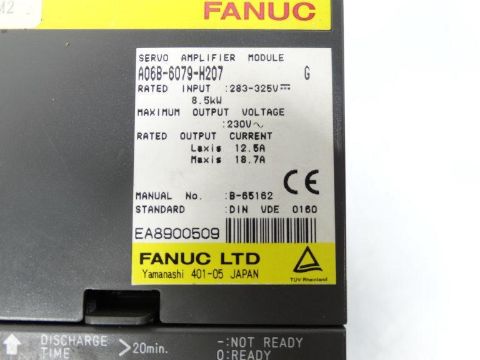 M2
FANUC
SERVO AMPLIFIER MODULE
A06B-6079-H207 G
RATED INPUT :283-325V⎓
8.5kW
MAXIMUM OUTPUT VOLTAGE
:230V~
RATED OUTPUT CURRENT
Laxis 12.5A
Maxis 18.7A
MANUAL No. :B-65162
STANDARD :DIN VDE 0160
CE
EA8900509
FANUC LTD
Yamanashi 401-05 JAPAN
TÜV Rheinland
DISCHARGE TIME >20min.
-:NOT READY
0:READY